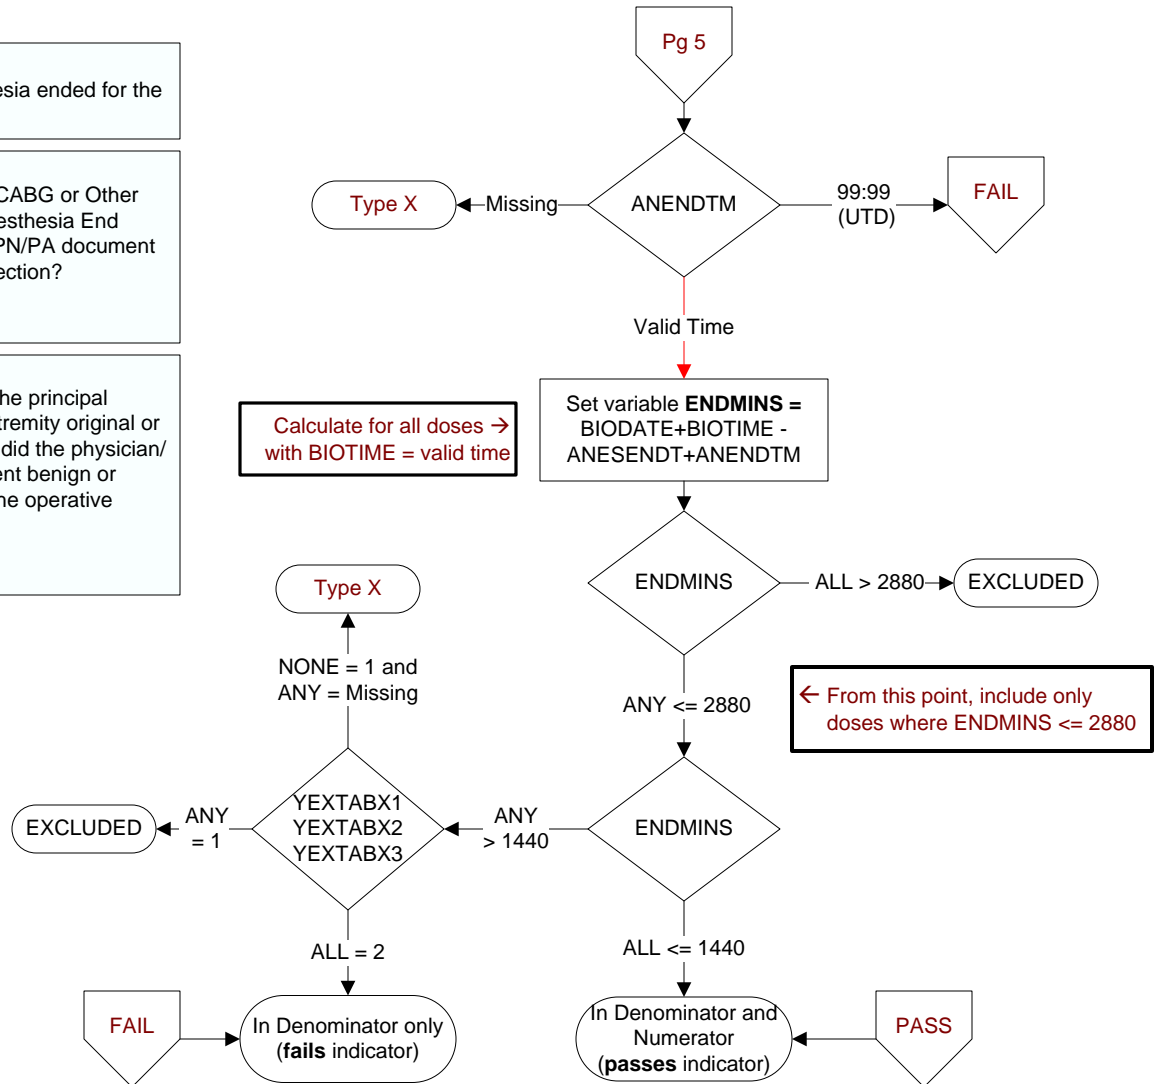 Pg 5
esia ended for the
CABG or Other
esthesia End
PN/PA document
ection?
he principal
tremity original or
did the physician/
ent benign or
he operative
Type X
Missing
ANENDTM
99:99
(UTD)
FAIL
Valid Time
Calculate for all doses →
with BIOTIME = valid time
Set variable ENDMINS =
BIODATE+BIOTIME -
ANESENDT+ANENDTM
ENDMINS
ALL > 2880
EXCLUDED
Type X
NONE = 1 and
ANY = Missing
ANY <= 2880
← From this point, include only
doses where ENDMINS <= 2880
EXCLUDED
ANY
= 1
YEXTABX1
YEXTABX2
YEXTABX3
ANY
> 1440
ENDMINS
ALL = 2
ALL <= 1440
FAIL
In Denominator only
(fails indicator)
In Denominator and
Numerator
(passes indicator)
PASS